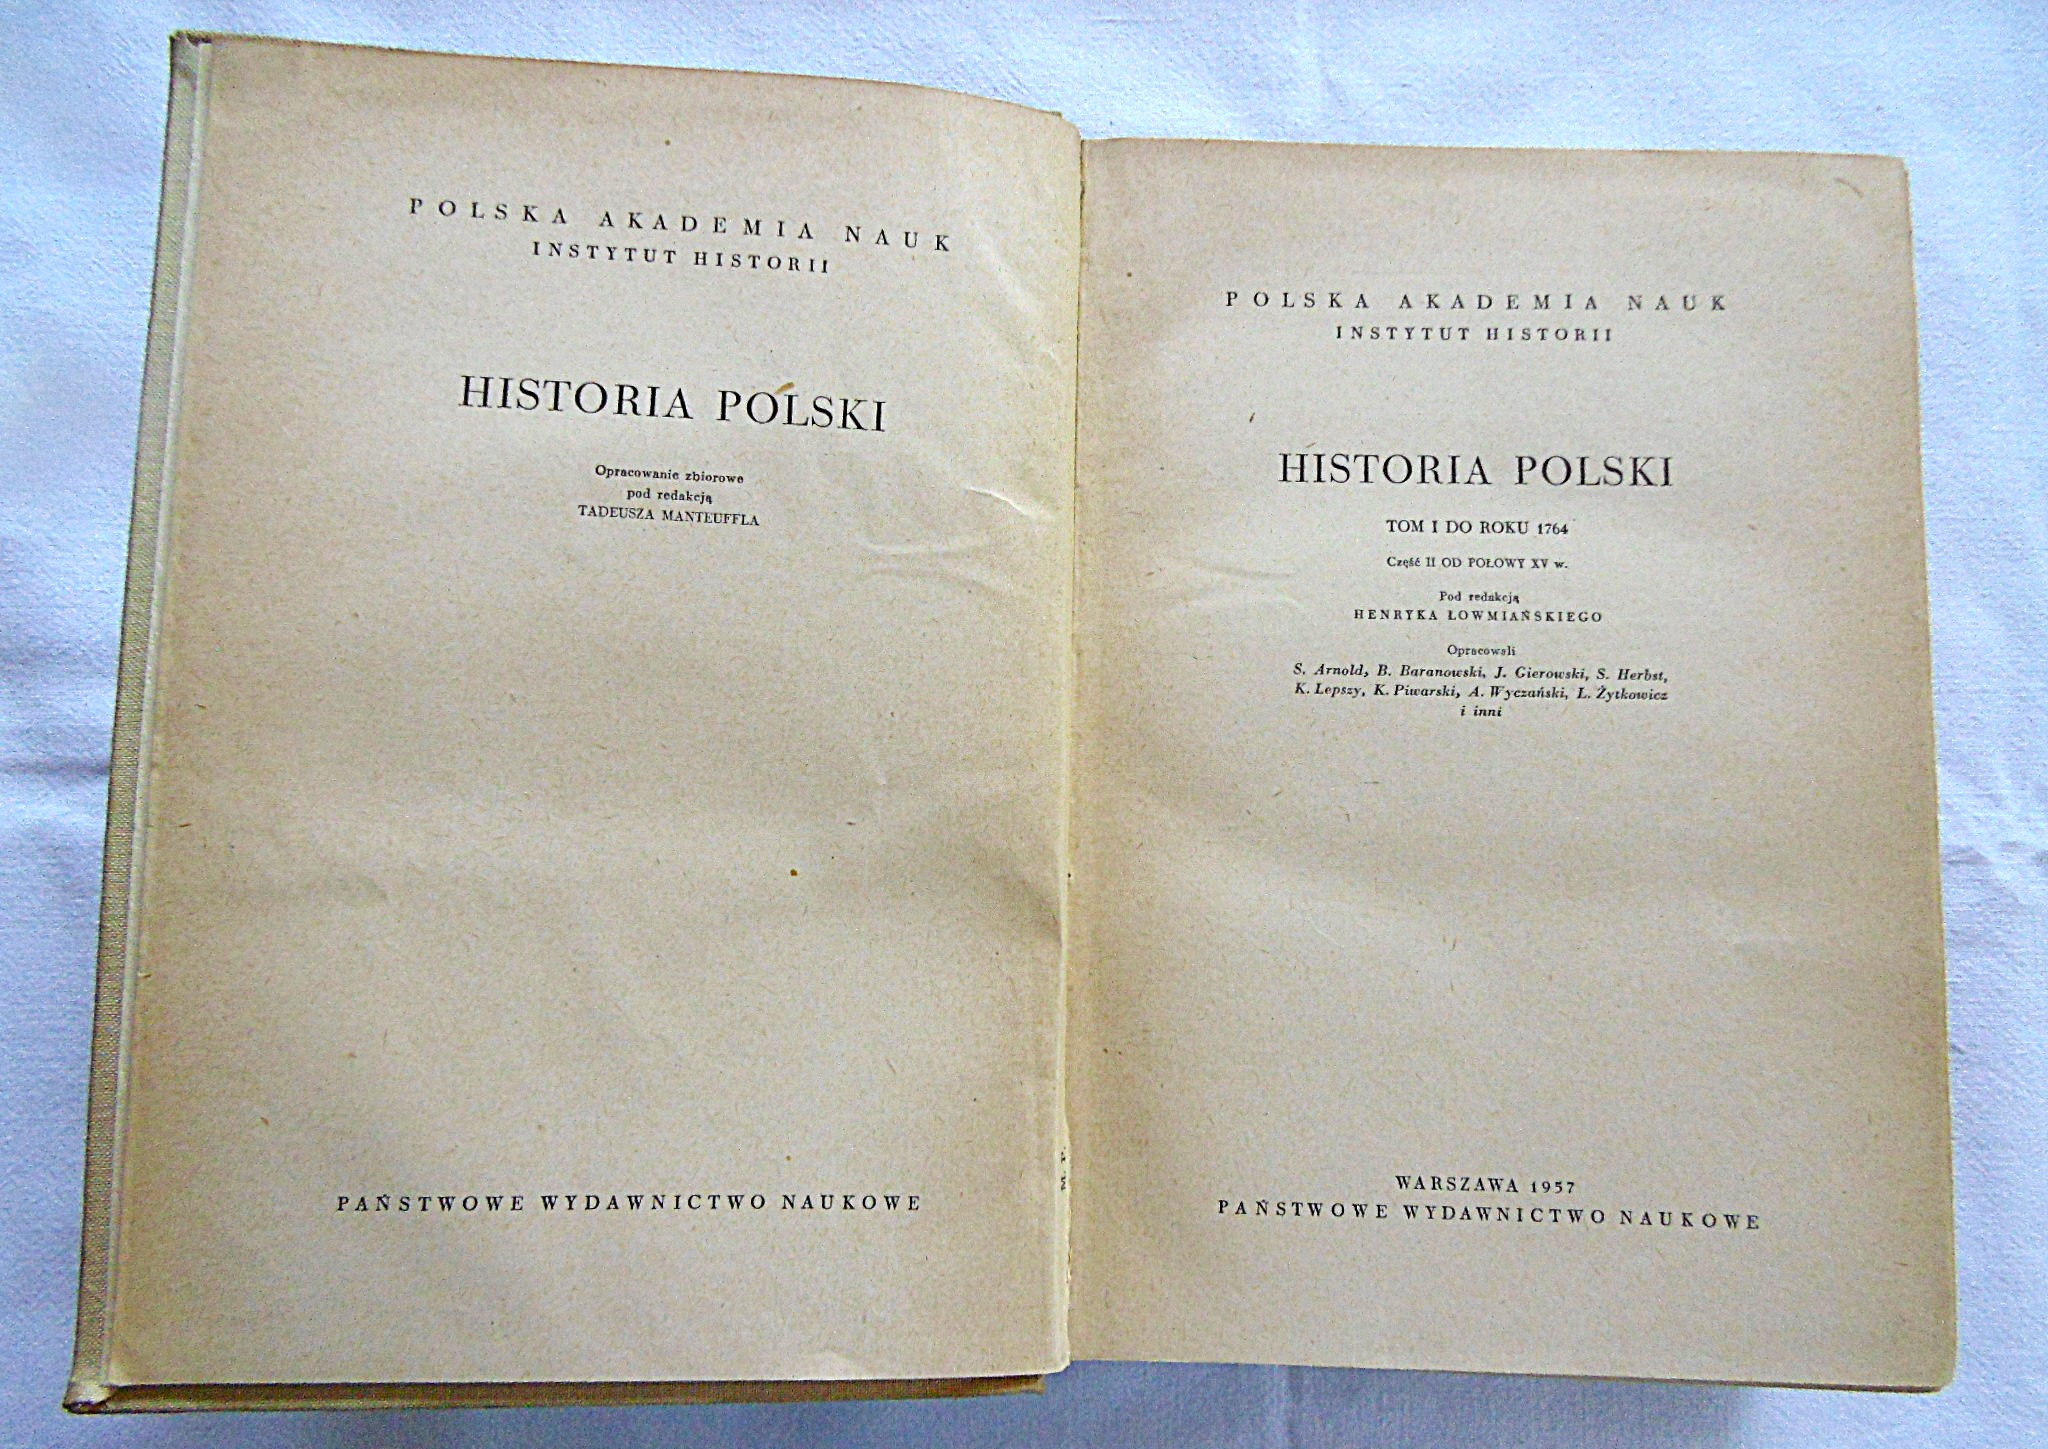 POLSKA AKADEMIA NAUK
INSTYTUT HISTORII
HISTORIA POLSKI
Opracowanie zbiorowe
pod redakcją
TADEUSZA MANTEUFFLA
PAŃSTWOWE WYDAWNICTWO NAUKOWE
POLSKA AKADEMIA NAUK
INSTYTUT HISTORII
HISTORIA POLSKI
TOM I DO ROKU 1764
Część II OD POŁOWY XV w.
Pod redakcją
HENRYKA ŁOWMIAŃSKIEGO
Opracowali
S. Arnold, B. Baranowski, J. Gierowski, S. Herbst,
K. Lepszy, K. Piwarski, A. Wyczański, L. Żytkowicz
i inni
WARSZAWA 1957
PAŃSTWOWE WYDAWNICTWO NAUKOWE